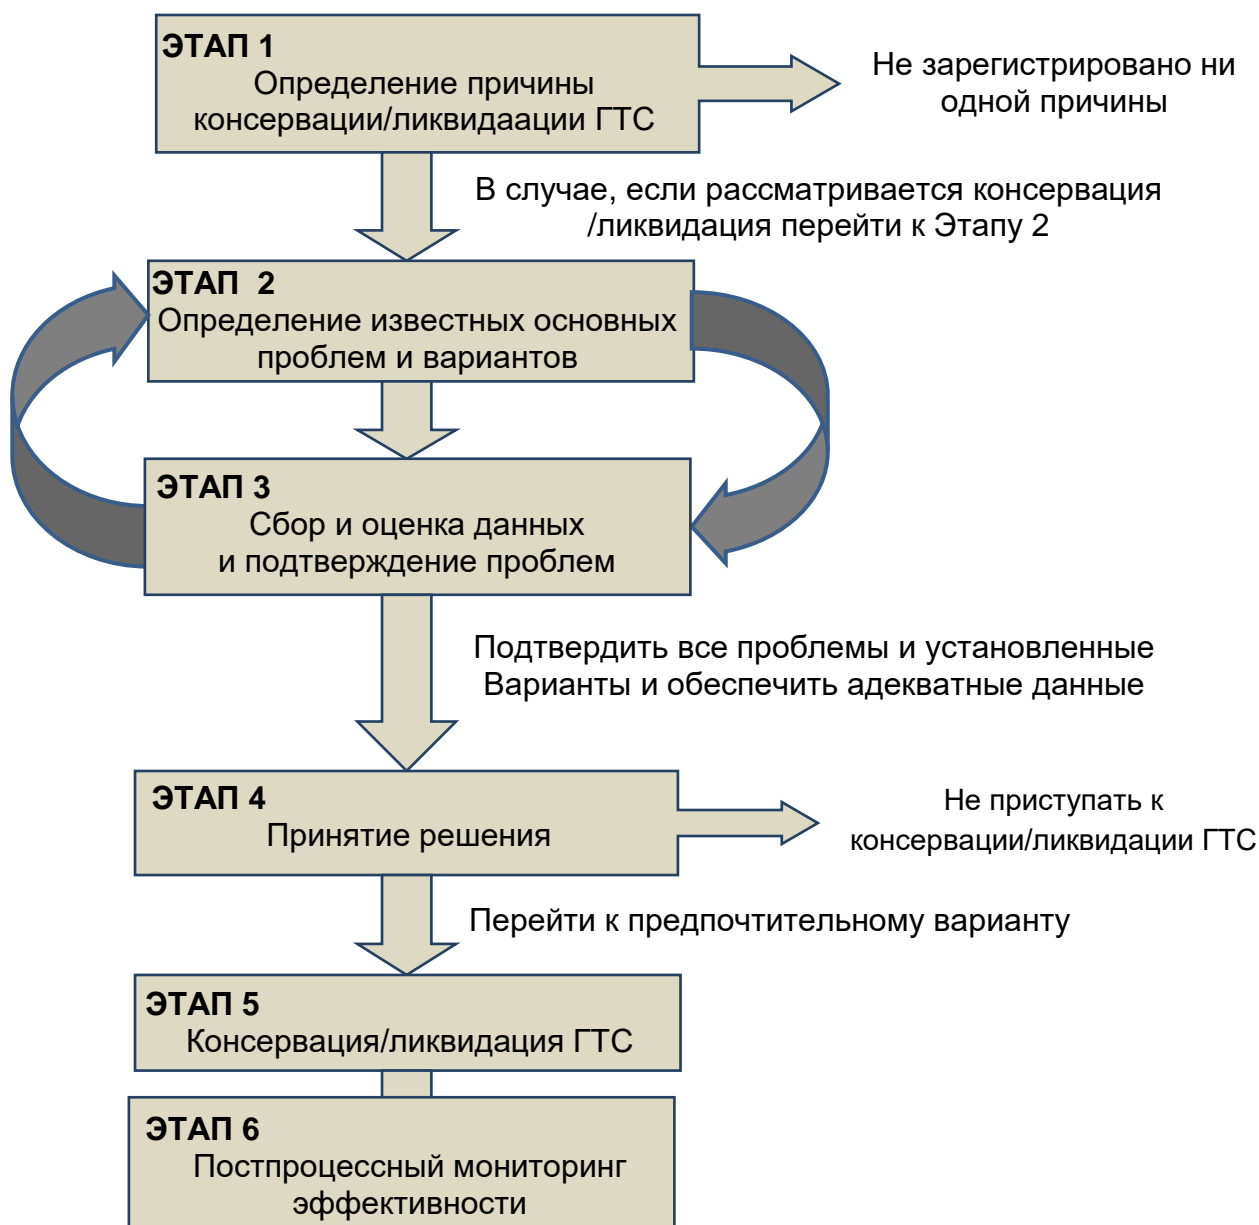 ЭТАП 1
Определение причины
консервации/ликвидаации ГТС
Не зарегистрировано ни
одной причины
В случае, если рассматривается консервация
/ликвидация перейти к Этапу 2
ЭТАП 2
Определение известных основных
проблем и вариантов
ЭТАП 3
Сбор и оценка данных
и подтверждение проблем
Подтвердить все проблемы и установленные
Варианты и обеспечить адекватные данные
ЭТАП 4
Принятие решения
Не приступать к
консервации/ликвидации ГТС
Перейти к предпочтительному варианту
ЭТАП 5
Консервация/ликвидация ГТС
ЭТАП 6
Постпроцессный мониторинг
эффективности